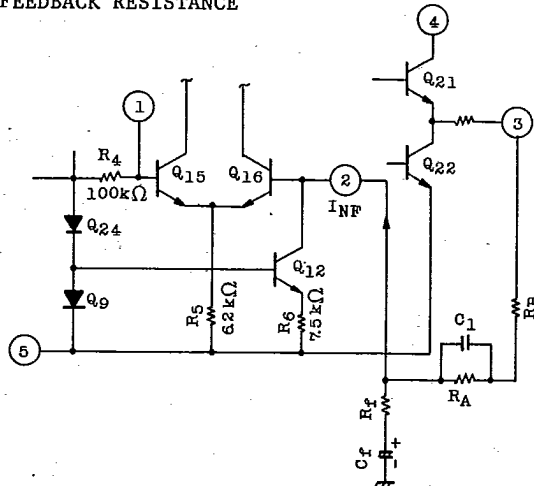 FEEDBACK RESISTANCE
4
Q21
1
3
R4
100kΩ
Q15
Q16
2
INF
Q22
Q24
Q12
Q9
R5
6.2kΩ
R6
7.5kΩ
5
C1
RA
Rf
Cf
+
-